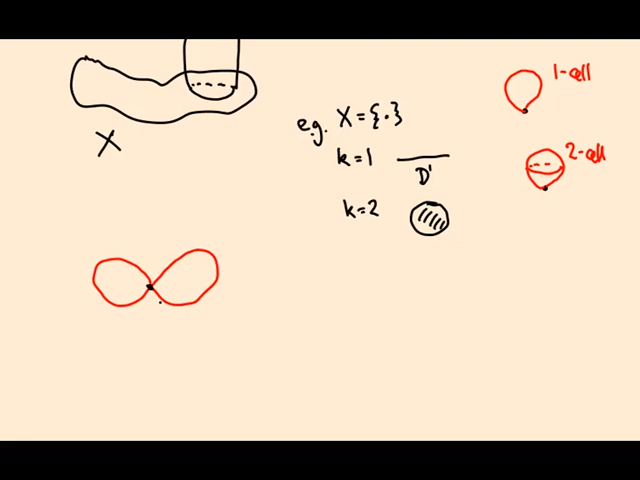 X
e.g. X = {·}
k=1
D¹
k=2
1-cell
2-cell